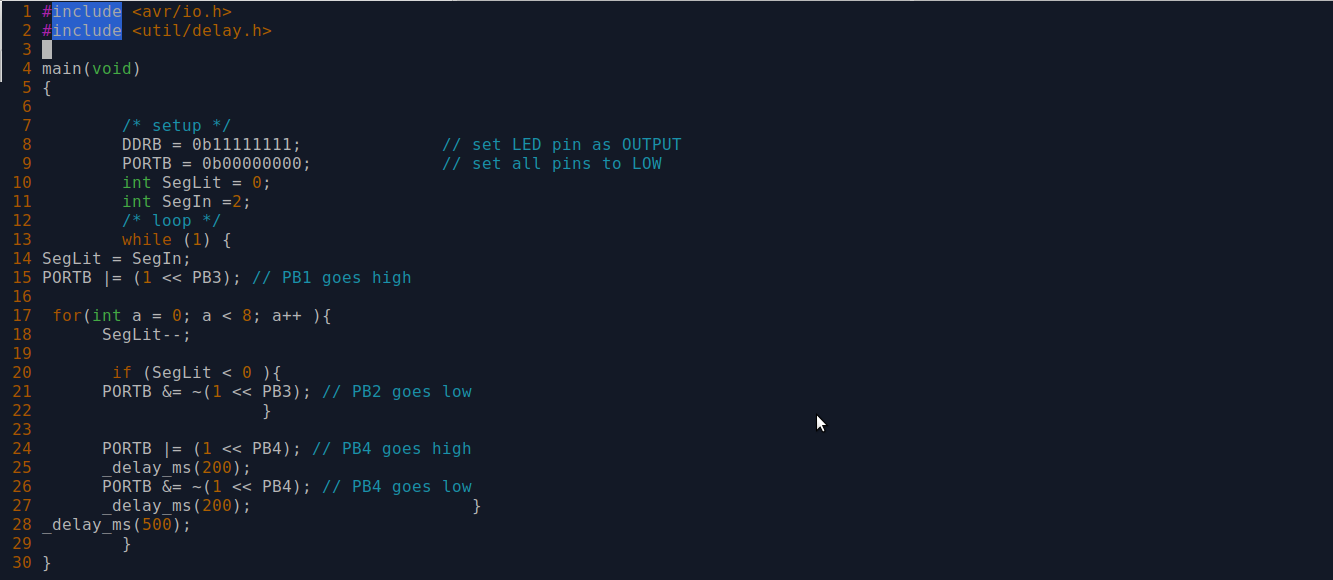 1 #include <avr/io.h>
2 #include <util/delay.h>
3
4 main(void)
5 {
6
7         /* setup */
8         DDRB = 0b11111111;              // set LED pin as OUTPUT
9         PORTB = 0b00000000;             // set all pins to LOW
10         int SegLit = 0;
11         int SegIn =2;
12         /* loop */
13         while (1) {
14 SegLit = SegIn;
15 PORTB |= (1 << PB3); // PB1 goes high
16
17  for(int a = 0; a < 8; a++ ){
18       SegLit--;
19
20        if (SegLit < 0 ){
21       PORTB &= ~(1 << PB3); // PB2 goes low
22                       }
23
24       PORTB |= (1 << PB4); // PB4 goes high
25       _delay_ms(200);
26       PORTB &= ~(1 << PB4); // PB4 goes low
27       _delay_ms(200);                      }
28 _delay_ms(500);
29         }
30 }